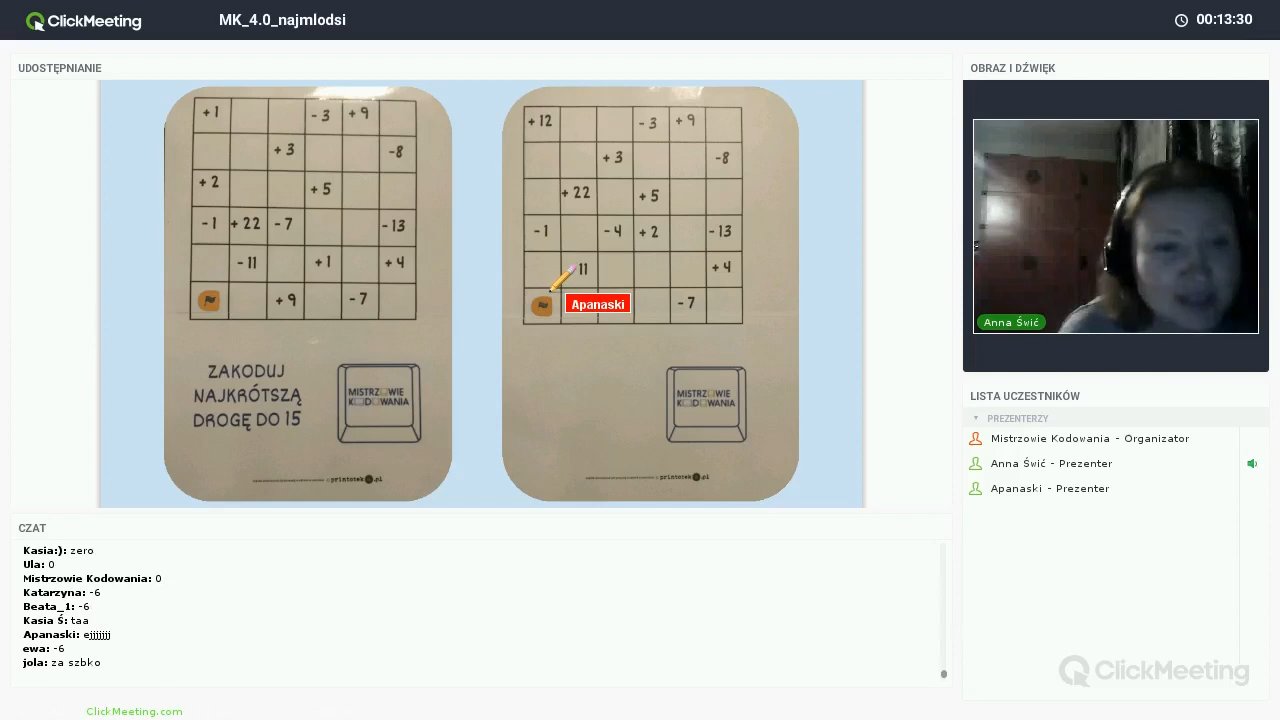 ClickMeeting
MK_4.0_najmlodsi
00:13:30
UDOSTĘPNIANIE
+1 -3 +9
+3 -8
+2 +5
-1 +22 -7 -13
-11 +1 +4
+9 -7
ZAKODUJ
NAJKRÓTSZĄ
DROGĘ DO 15
MISTRZOWIE
KODOWANIA
printotek.pl
+12 -3 +9
+3 -8
+22 +5
-1 -4 +2 -13
11 +4
-7
Apanaski
MISTRZOWIE
KODOWANIA
printotek.pl
OBRAZ I DŹWIĘK
Anna Świć
LISTA UCZESTNIKÓW
PREZENTERZY
Mistrzowie Kodowania - Organizator
Anna Świć - Prezenter
Apanaski - Prezenter
CZAT
Kasia:): zero
Ula: 0
Mistrzowie Kodowania: 0
Katarzyna: -6
Beata_1: -6
Kasia Ś: taa
Apanaski: ejjjjjjj
ewa: -6
jola: za szbko
ClickMeeting
ClickMeeting.com